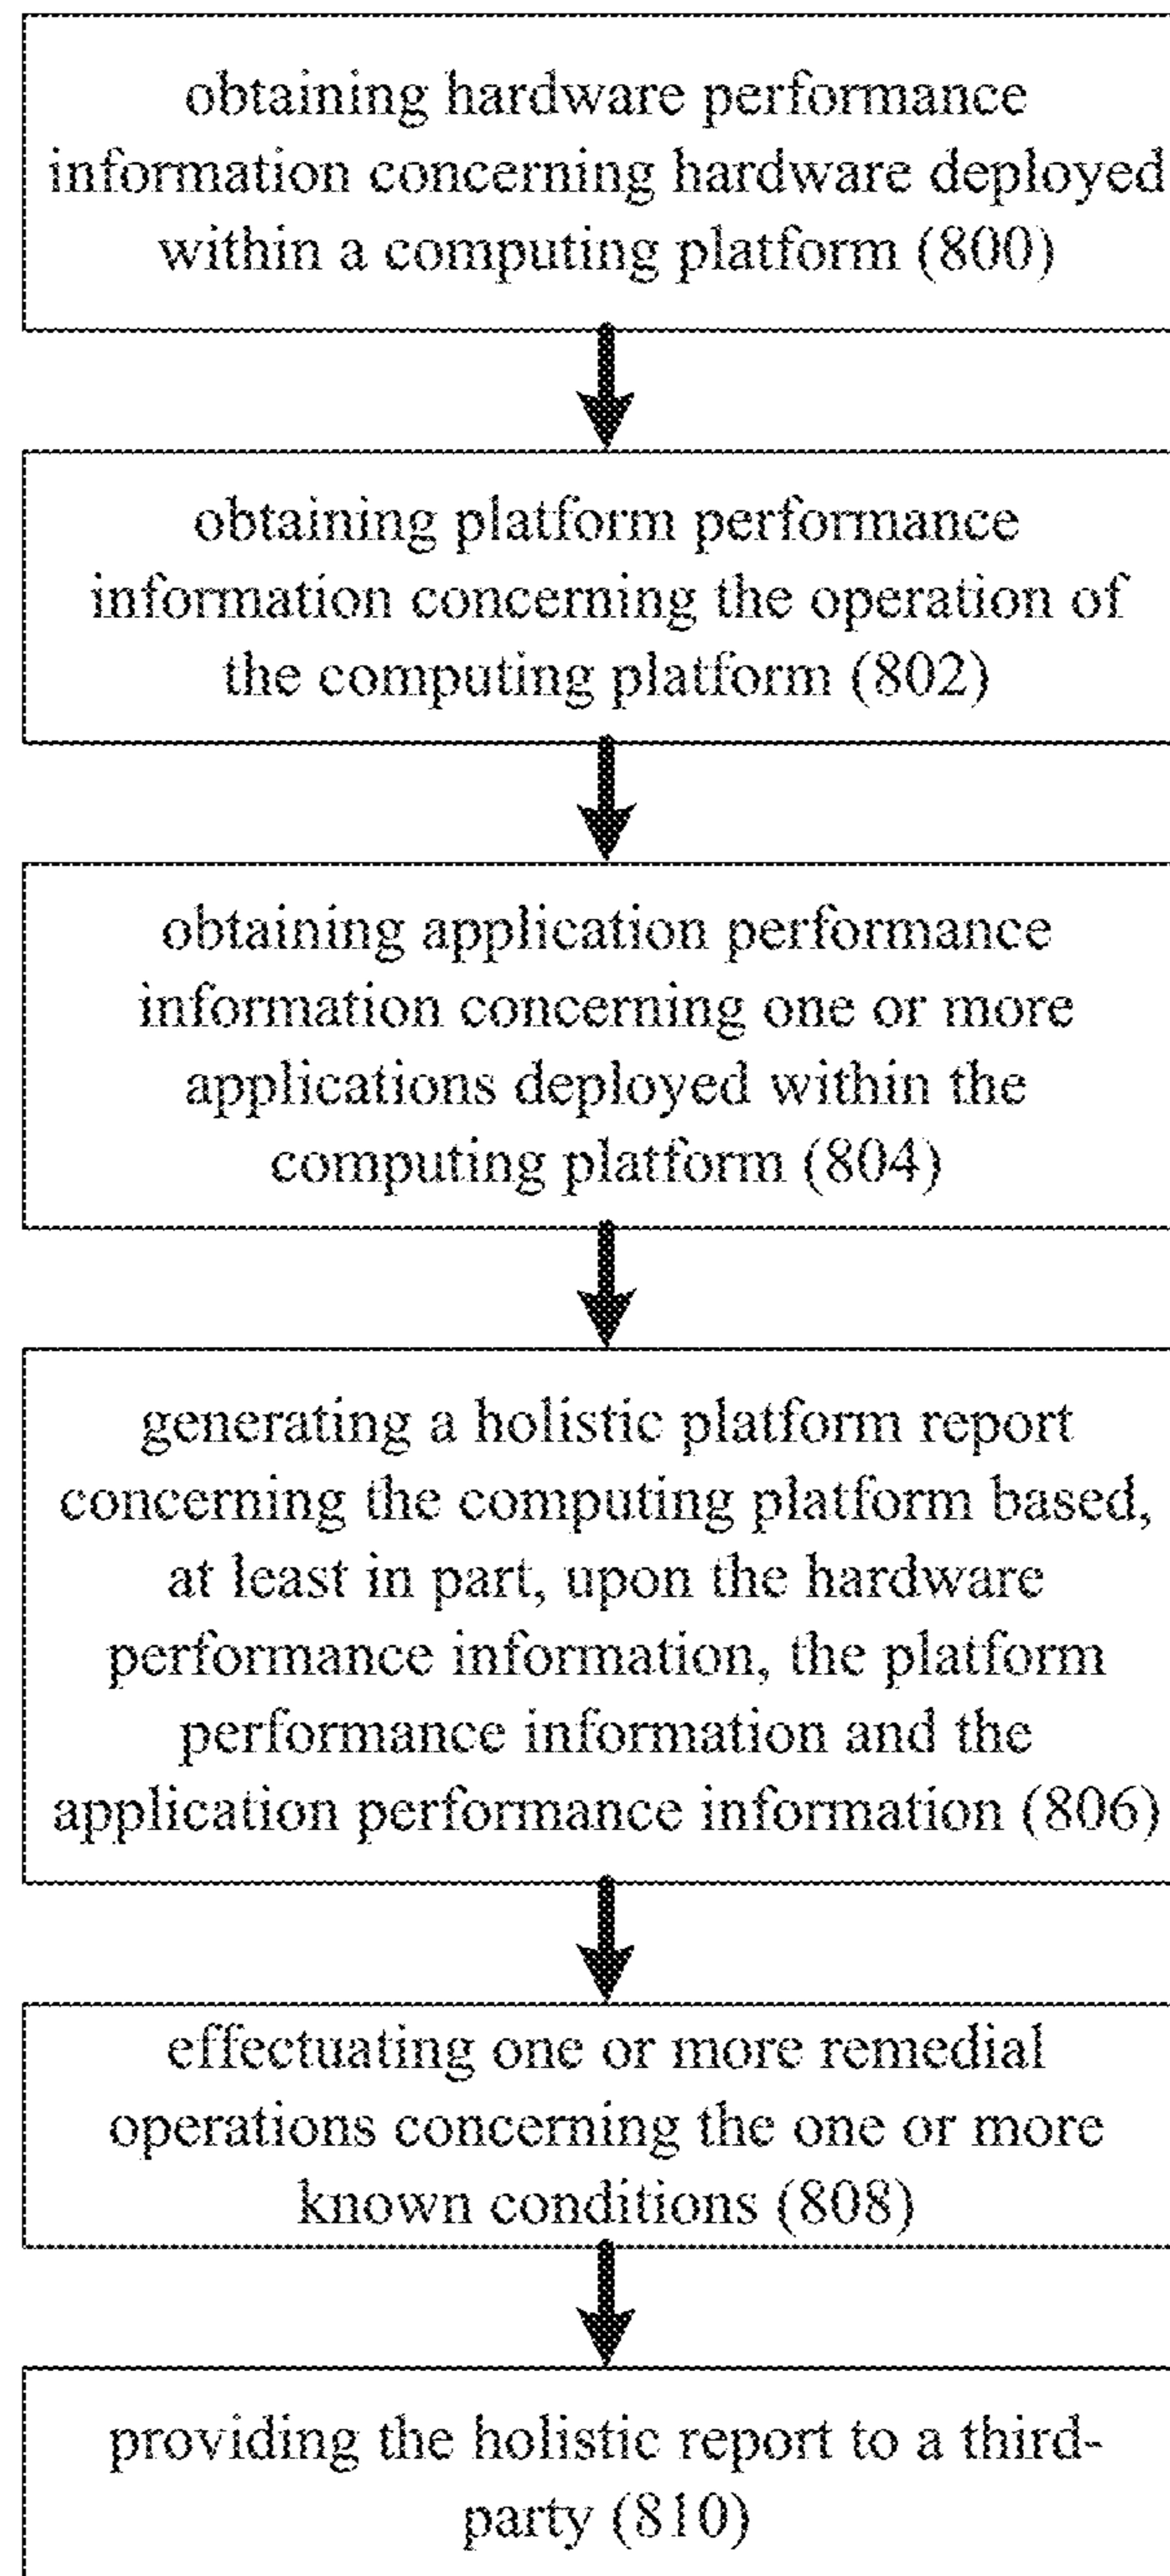 obtaining hardware performance
information concerning hardware deployed
within a computing platform (800)
obtaining platform performance
information concerning the operation of
the computing platform (802)
obtaining application performance
information concerning one or more
applications deployed within the
computing platform (804)
generating a holistic platform report
concerning the computing platform based,
at least in part, upon the hardware
performance information, the platform
performance information and the
application performance information (806)
effectuating one or more remedial
operations concerning the one or more
known conditions (808)
providing the holistic report to a third-
party (810)